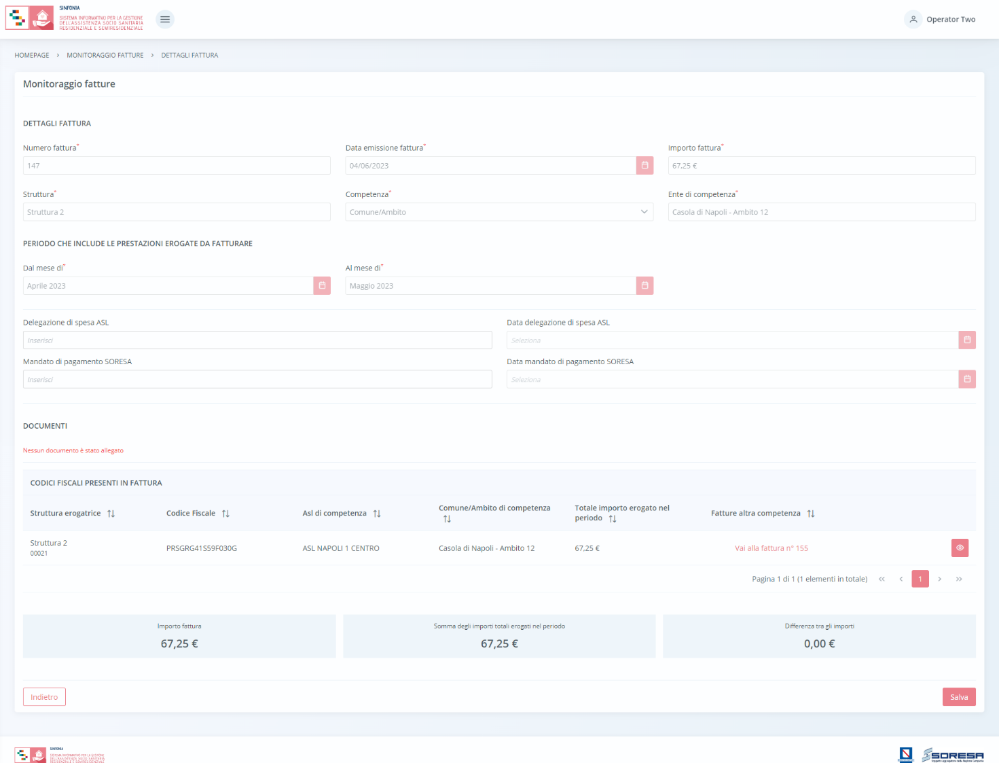 SINFONIA
SISTEMA INFORMATIVO PER LA GESTIONE
DELL'ASSISTENZA SOCIO SANITARIA
RESIDENZIALE E SEMIRESIDENZIALE
Operator Two
HOMEPAGE > MONITORAGGIO FATTURE > DETTAGLI FATTURA
Monitoraggio fatture
DETTAGLI FATTURA
Numero fattura* Data emissione fattura* Importo fattura*
147 04/06/2023 67,25 €
Struttura* Competenza* Ente di competenza*
Struttura 2 Comune/Ambito Casola di Napoli - Ambito 12
PERIODO CHE INCLUDE LE PRESTAZIONI EROGATE DA FATTURARE
Dal mese di* Al mese di*
Aprile 2023 Maggio 2023
Delegazione di spesa ASL Data delegazione di spesa ASL
Inserisci Seleziona
Mandato di pagamento SORESA Data mandato di pagamento SORESA
Inserisci Seleziona
DOCUMENTI
Nessun documento è stato allegato
CODICI FISCALI PRESENTI IN FATTURA
Struttura erogatrice Codice Fiscale Asl di competenza Comune/Ambito di competenza Totale importo erogato nel periodo Fatture altra competenza
Struttura 2 PRSGRG41S59F030G ASL NAPOLI 1 CENTRO Casola di Napoli - Ambito 12 67,25 € Vai alla fattura n° 155
00021
Pagina 1 di 1 (1 elementi in totale) « ‹ 1 › »
Importo fattura Somma degli importi totali erogati nel periodo Differenza tra gli importi
67,25 € 67,25 € 0,00 €
Indietro Salva
SINFONIA
SISTEMA INFORMATIVO PER LA GESTIONE
DELL'ASSISTENZA SOCIO SANITARIA
RESIDENZIALE E SEMIRESIDENZIALE
SORESA